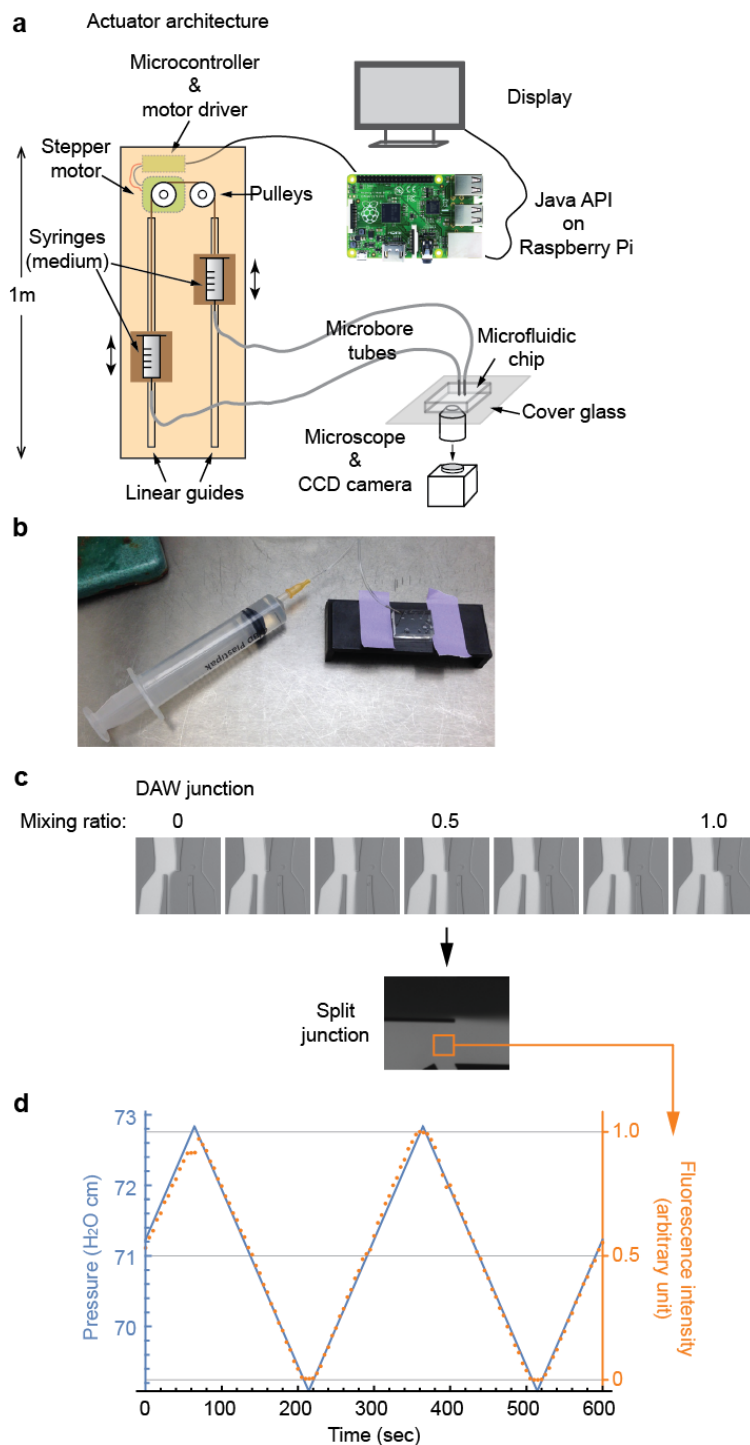 a
Actuator architecture
Microcontroller
&
motor driver
Display
Stepper
motor
Pulleys
Java API
on
Raspberry Pi
Syringes
(medium)
1m
Microbore
tubes
Microfluidic
chip
Cover glass
Microscope
&
CCD camera
Linear guides
b
Plastipak
c
DAW junction
Mixing ratio: 0 0.5 1.0
Split
junction
d
73
72
71
70
Pressure (H₂O cm)
1.0
0.5
0
Fluorescence intensity
(arbitrary unit)
0 100 200 300 400 500 600
Time (sec)